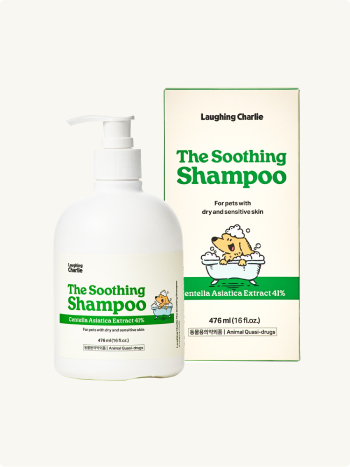 Laughing Charlie
The Soothing
Shampoo
For pets with
dry and sensitive skin
Centella Asiatica Extract 41%
476 ml (16 fl.oz.)
동물용의약외품 | Animal Quasi-drugs
Laughing
Charlie
The Soothing
Shampoo
Centella Asiatica Extract 41%
For pets with dry and sensitive skin
476 ml (16 fl.oz.)
동물용의약외품 | Animal Quasi-drugs